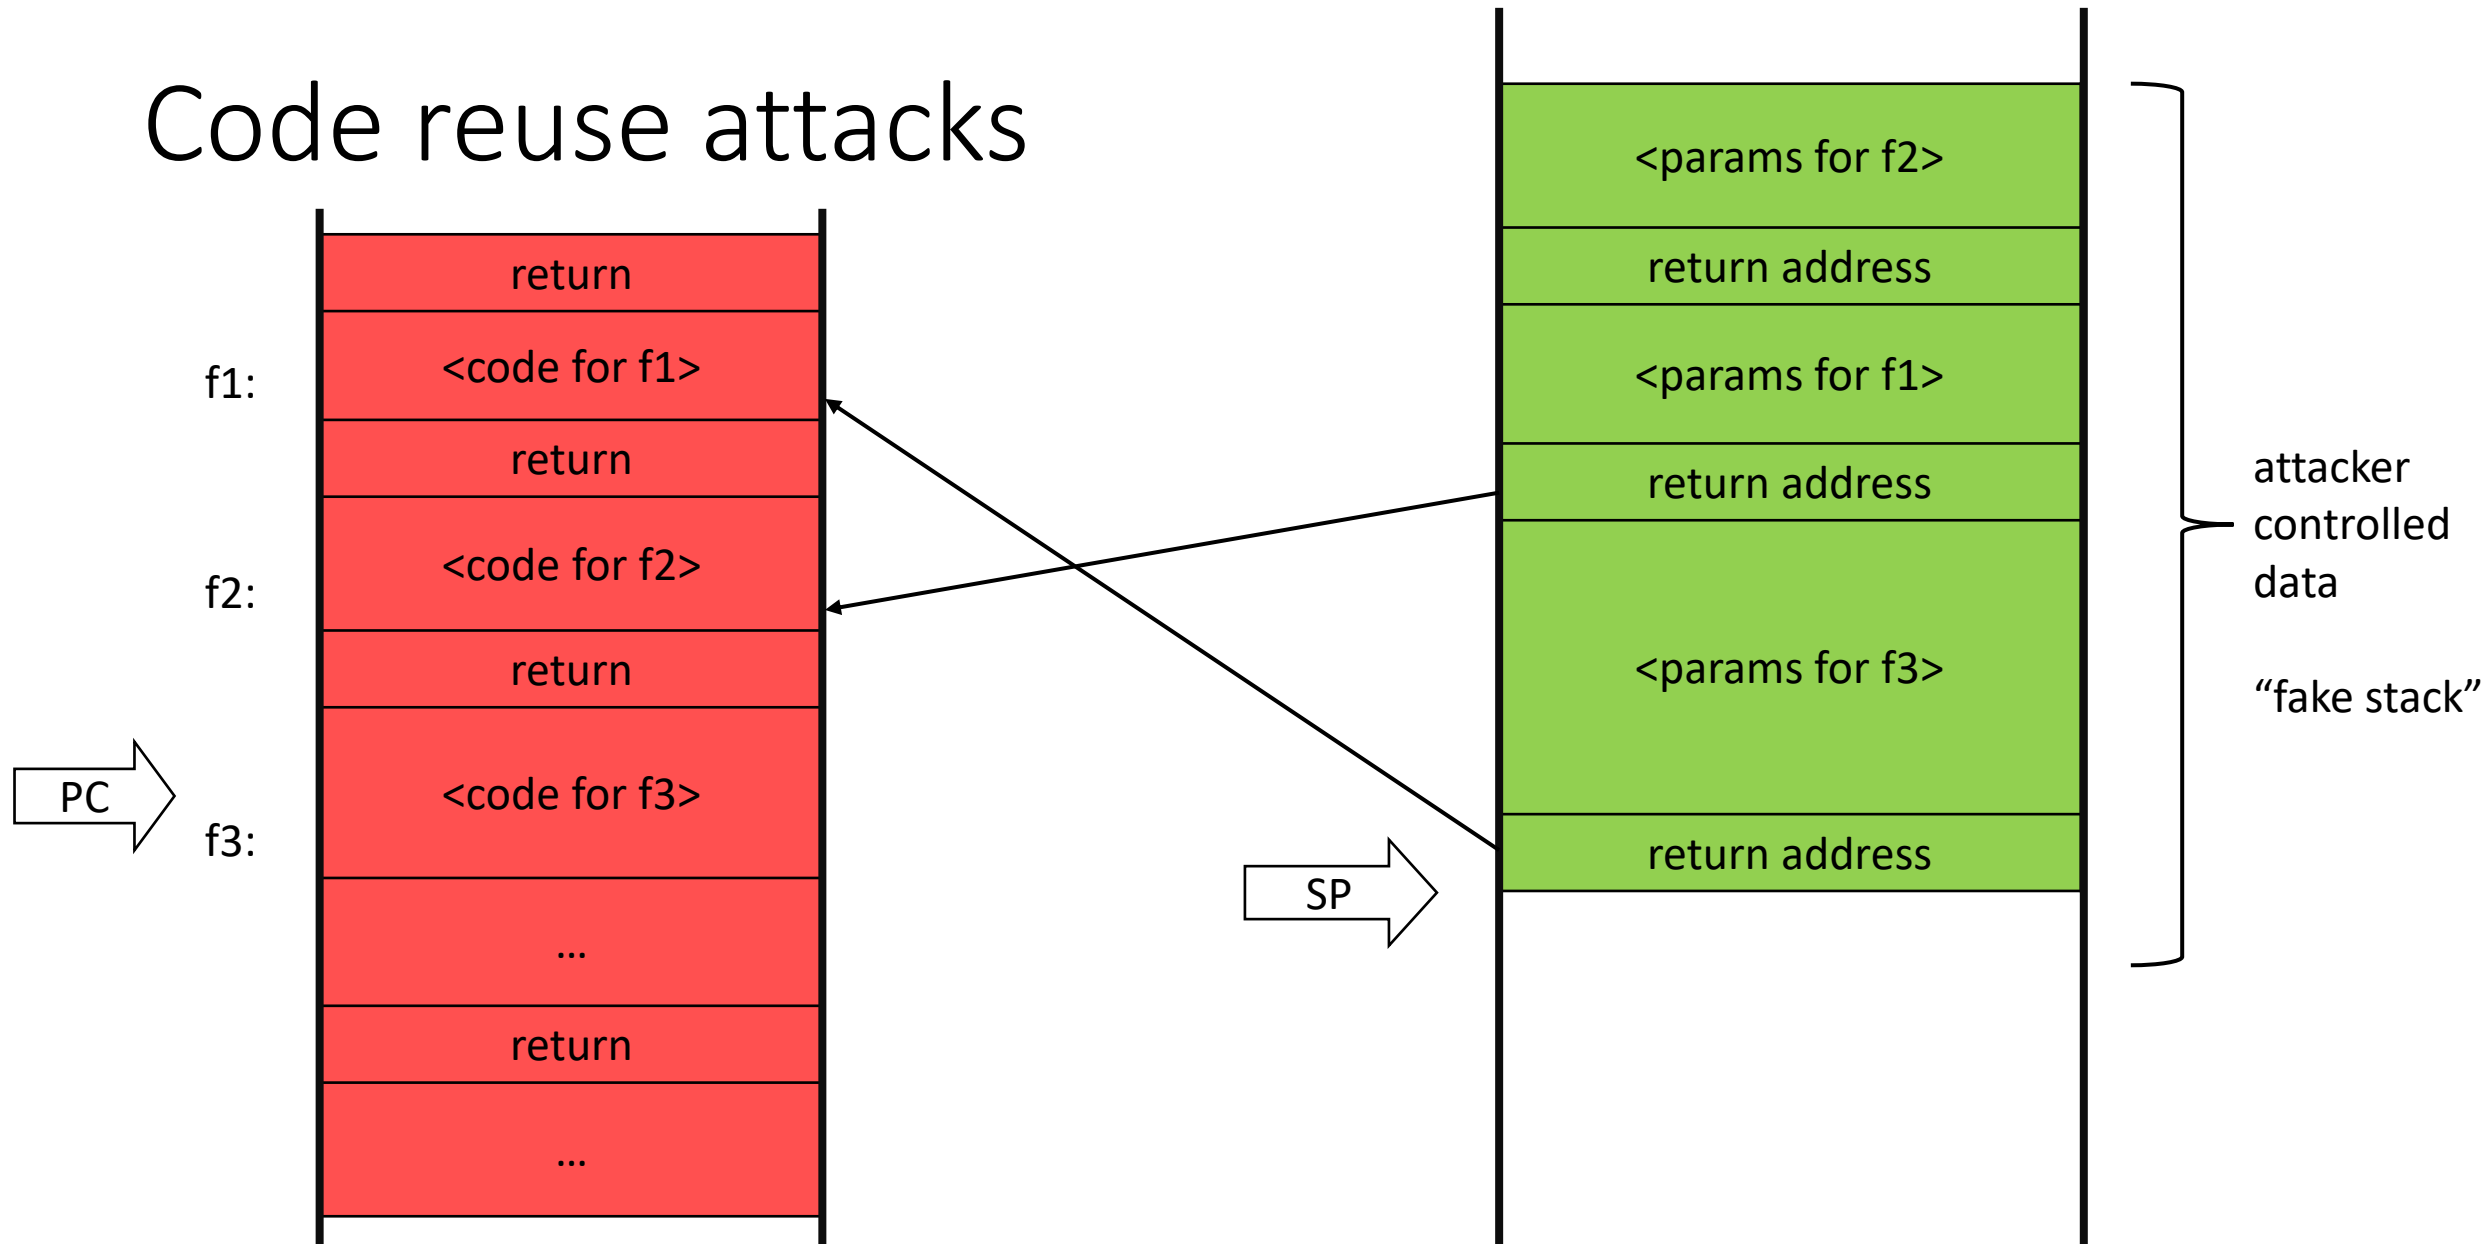 Code reuse attacks
return
f1:
<code for f1>
return
f2:
<code for f2>
return
PC
f3:
<code for f3>
...
return
...
SP
<params for f2>
return address
<params for f1>
return address
<params for f3>
return address
attacker
controlled
data
“fake stack”